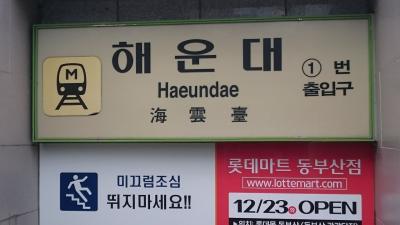 M
해운대
Haeundae
海雲臺
① 번
출입구
미끄럼조심
뛰지마세요!!
롯데마트 동부산점
www.lottemart.com
12/23 OPEN